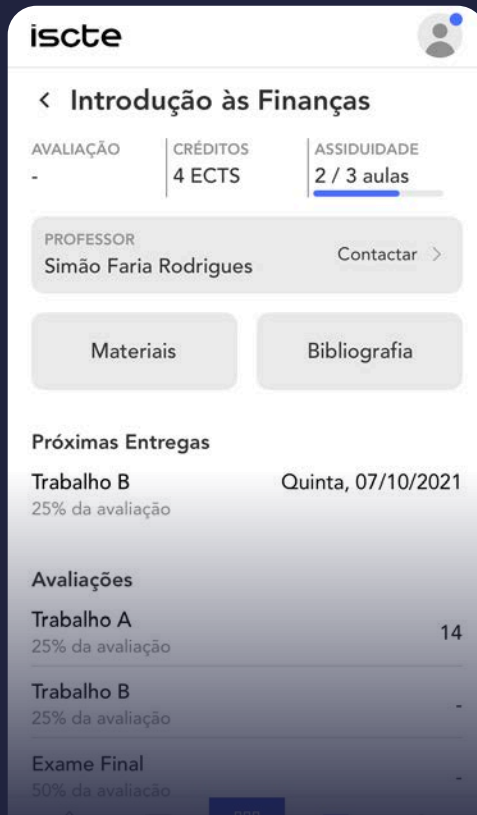 iscte
< Introdução às Finanças
AVALIAÇÃO CRÉDITOS ASSIDUIDADE
- 4 ECTS 2 / 3 aulas
PROFESSOR
Simão Faria Rodrigues Contactar >
Materiais Bibliografia
Próximas Entregas
Trabalho B Quinta, 07/10/2021
25% da avaliação
Avaliações
Trabalho A 14
25% da avaliação
Trabalho B -
25% da avaliação
Exame Final -
50% da avaliação